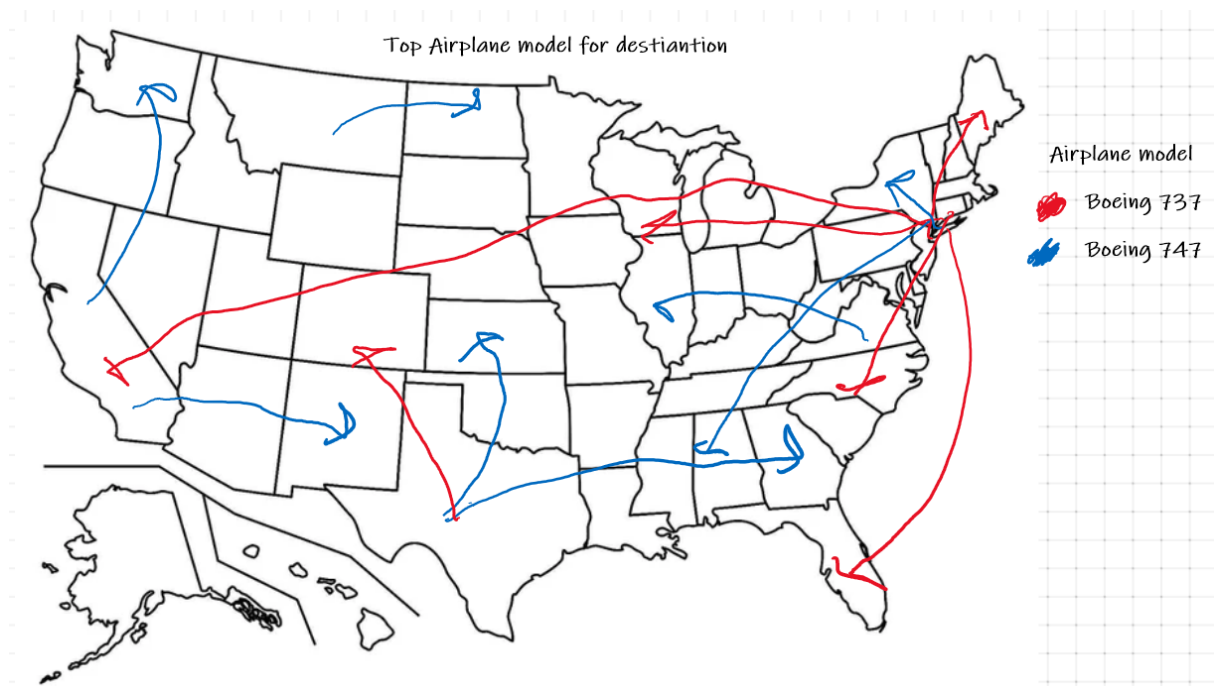 Top Airplane model for destiantion
Airplane model
Boeing 737
Boeing 747